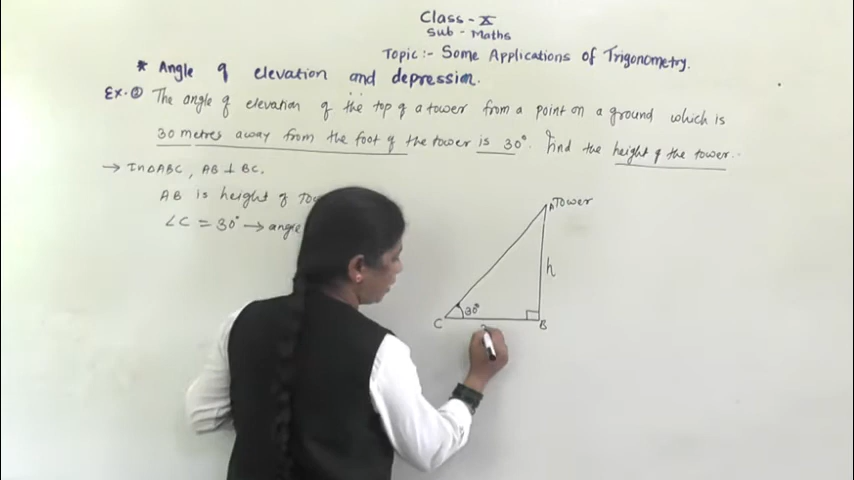 Class - X
Sub - Maths
Topic :- Some Applications of Trigonometry.
* Angle of elevation and depression.
Ex. ② The angle of elevation of the top of a tower from a point on a ground which is
30 metres away from the foot of the tower is 30°. Find the height of the tower.
→ In △ABC, AB ⊥ BC.
AB is height of
∠C = 30° → angle
A Tower
h
30°
C
B